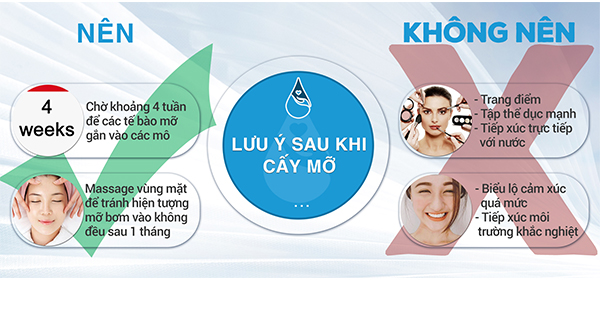 NÊN
4
weeks
Chờ khoảng 4 tuần
để các tế bào mỡ
gắn vào các mô
Massage vùng mặt
để tránh hiện tượng
mỡ bơm vào không
đều sau 1 tháng
LƯU Ý SAU KHI
CẤY MỠ
...
KHÔNG NÊN
- Trang điểm
- Tập thể dục mạnh
- Tiếp xúc trực tiếp
với nước
- Biểu lộ cảm xúc
quá mức
- Tiếp xúc môi
trường khắc nghiệt